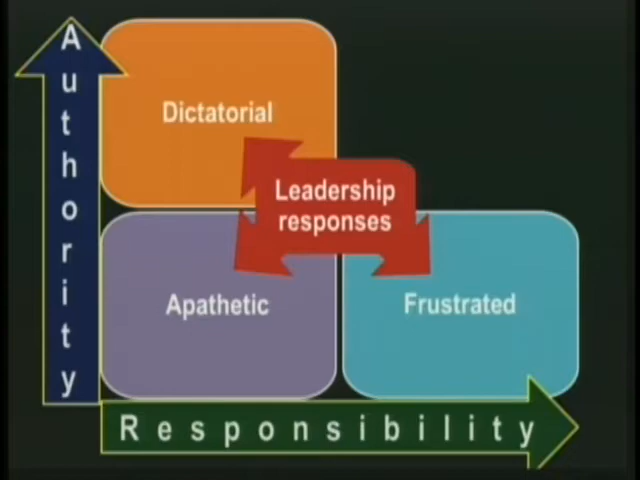 Authority
Dictatorial
Leadership
responses
Apathetic
Frustrated
Responsibility